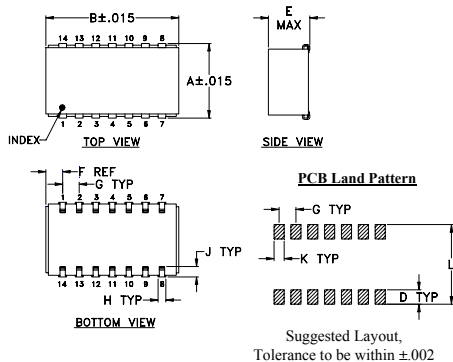 B±.015
E
MAX
14 13 12 11 10 9 8
A±.015
INDEX
1 2 3 4 5 6 7
TOP VIEW
SIDE VIEW
F REF
G TYP
1 2 3 4 5 6 7
J TYP
14 13 12 11 10 9 8
H TYP
BOTTOM VIEW
PCB Land Pattern
G TYP
K TYP
L
D TYP
Suggested Layout,
Tolerance to be within ±.002